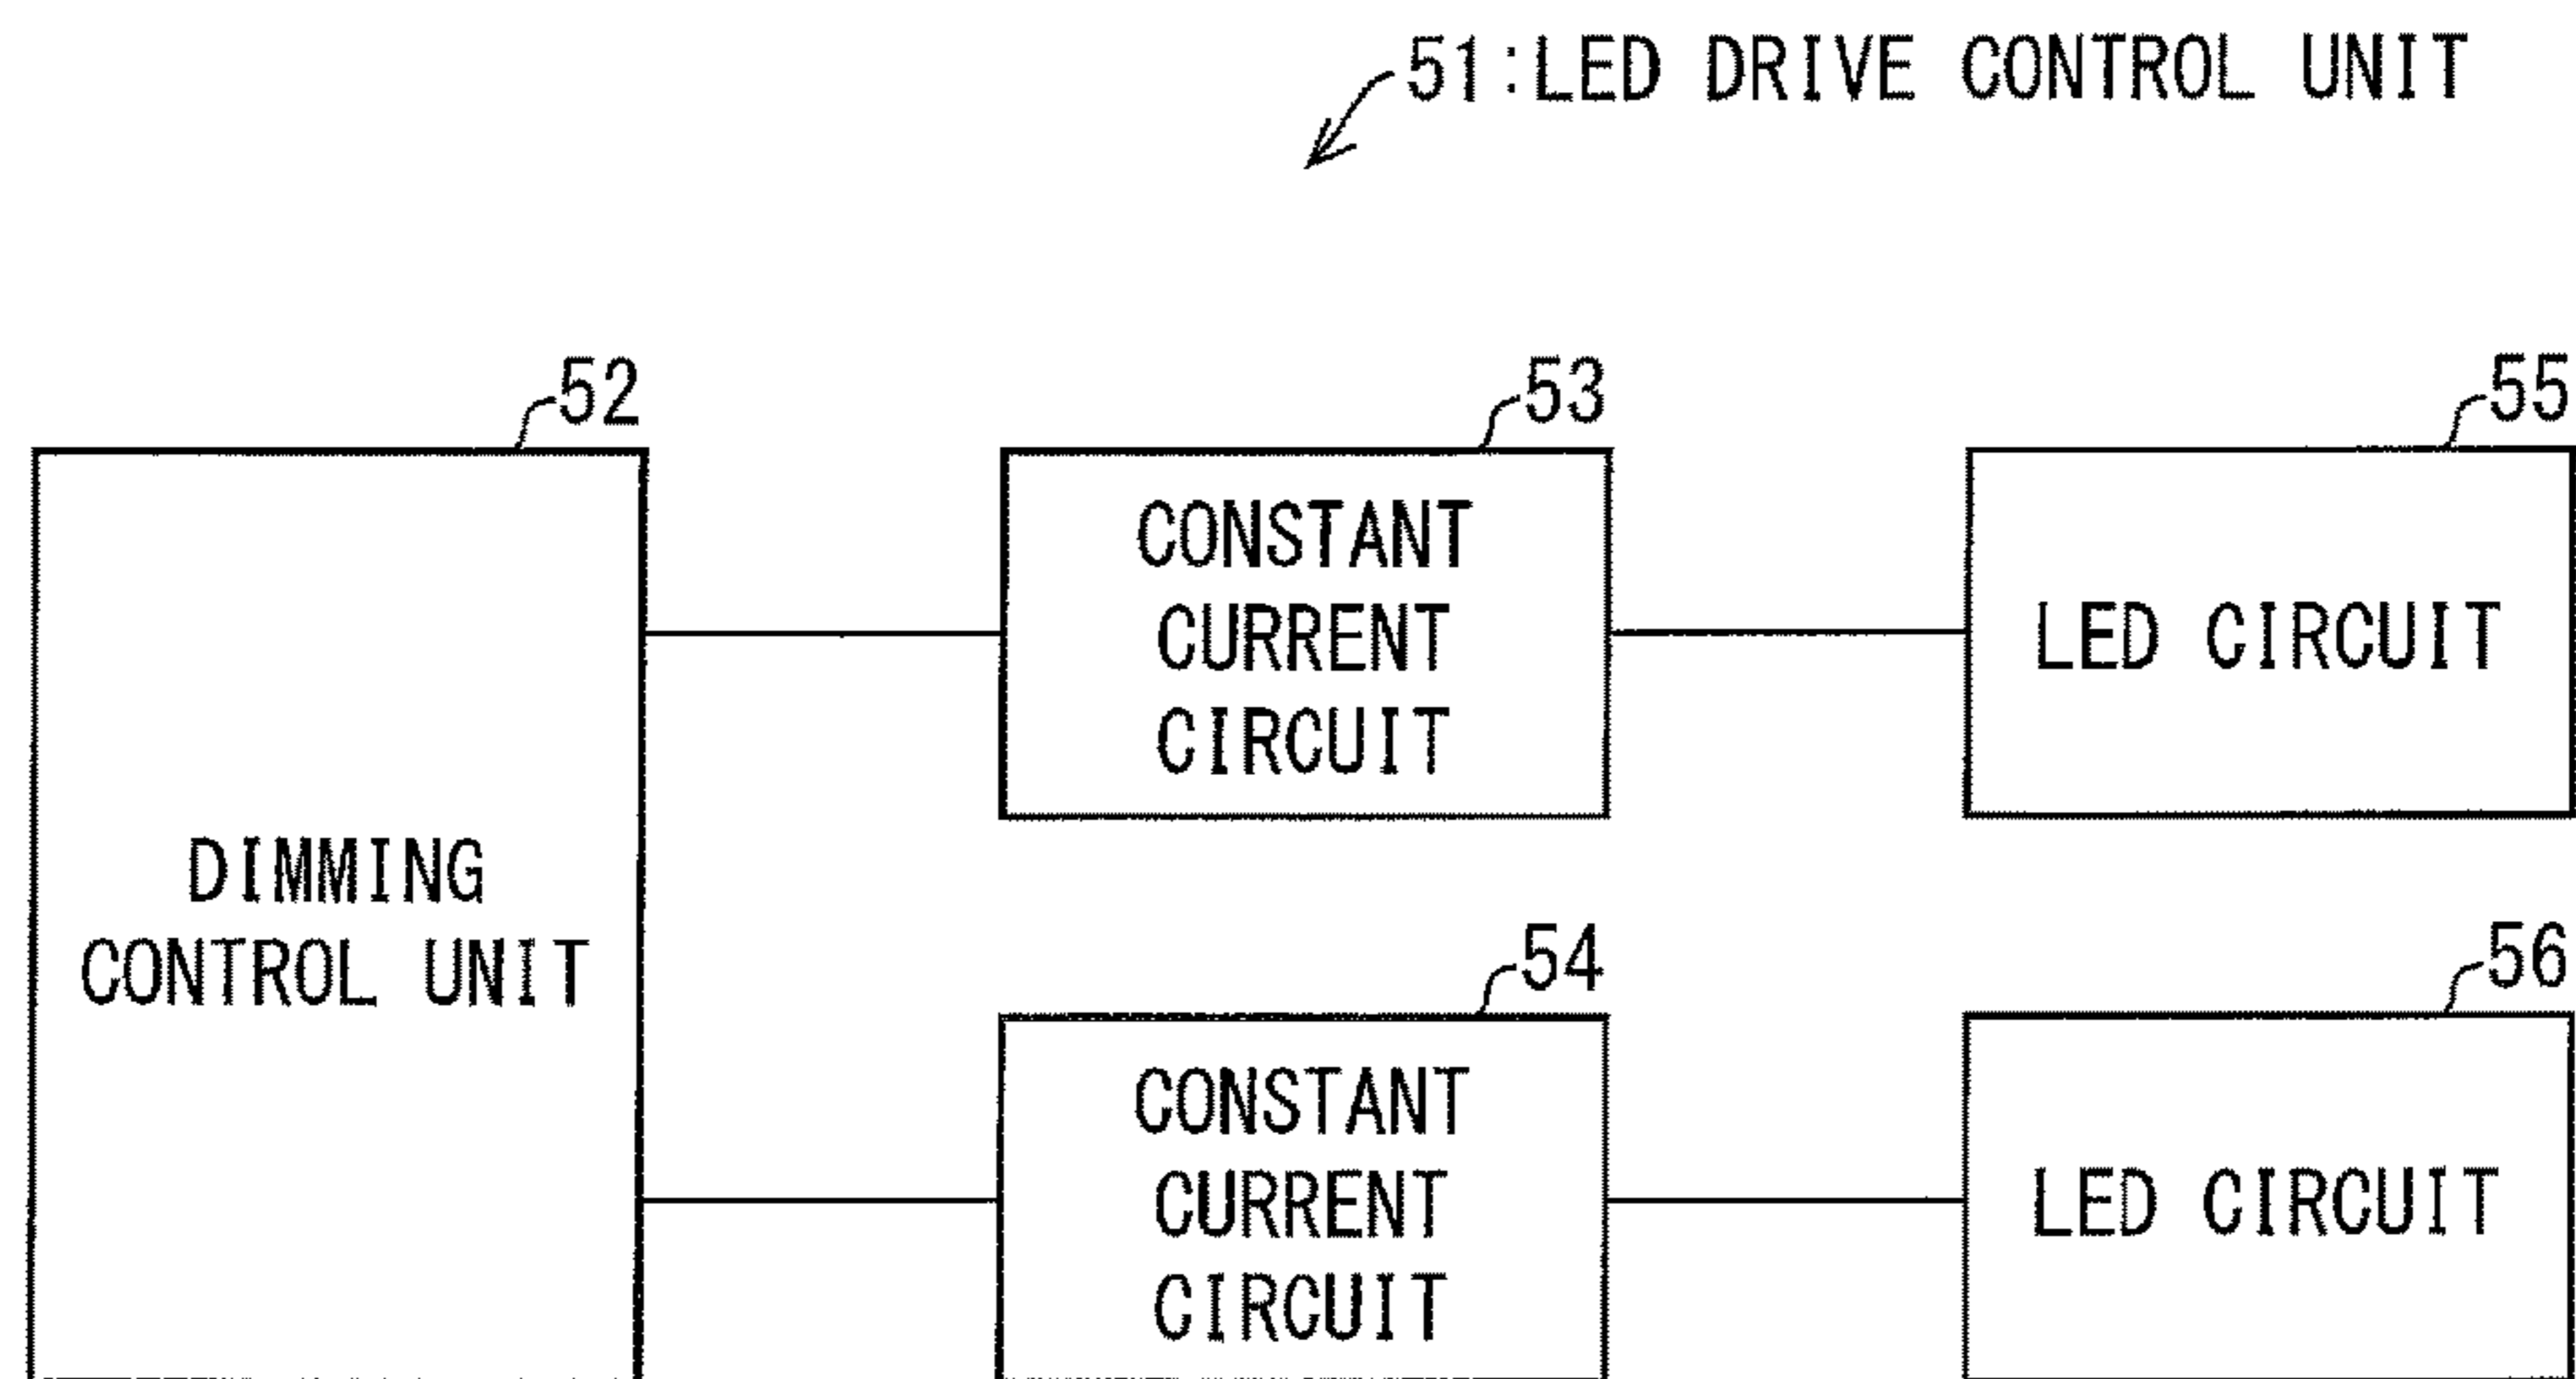 51:LED DRIVE CONTROL UNIT
52
53
55
CONSTANT
CURRENT
CIRCUIT
LED CIRCUIT
DIMMING
CONTROL UNIT
54
56
CONSTANT
CURRENT
CIRCUIT
LED CIRCUIT